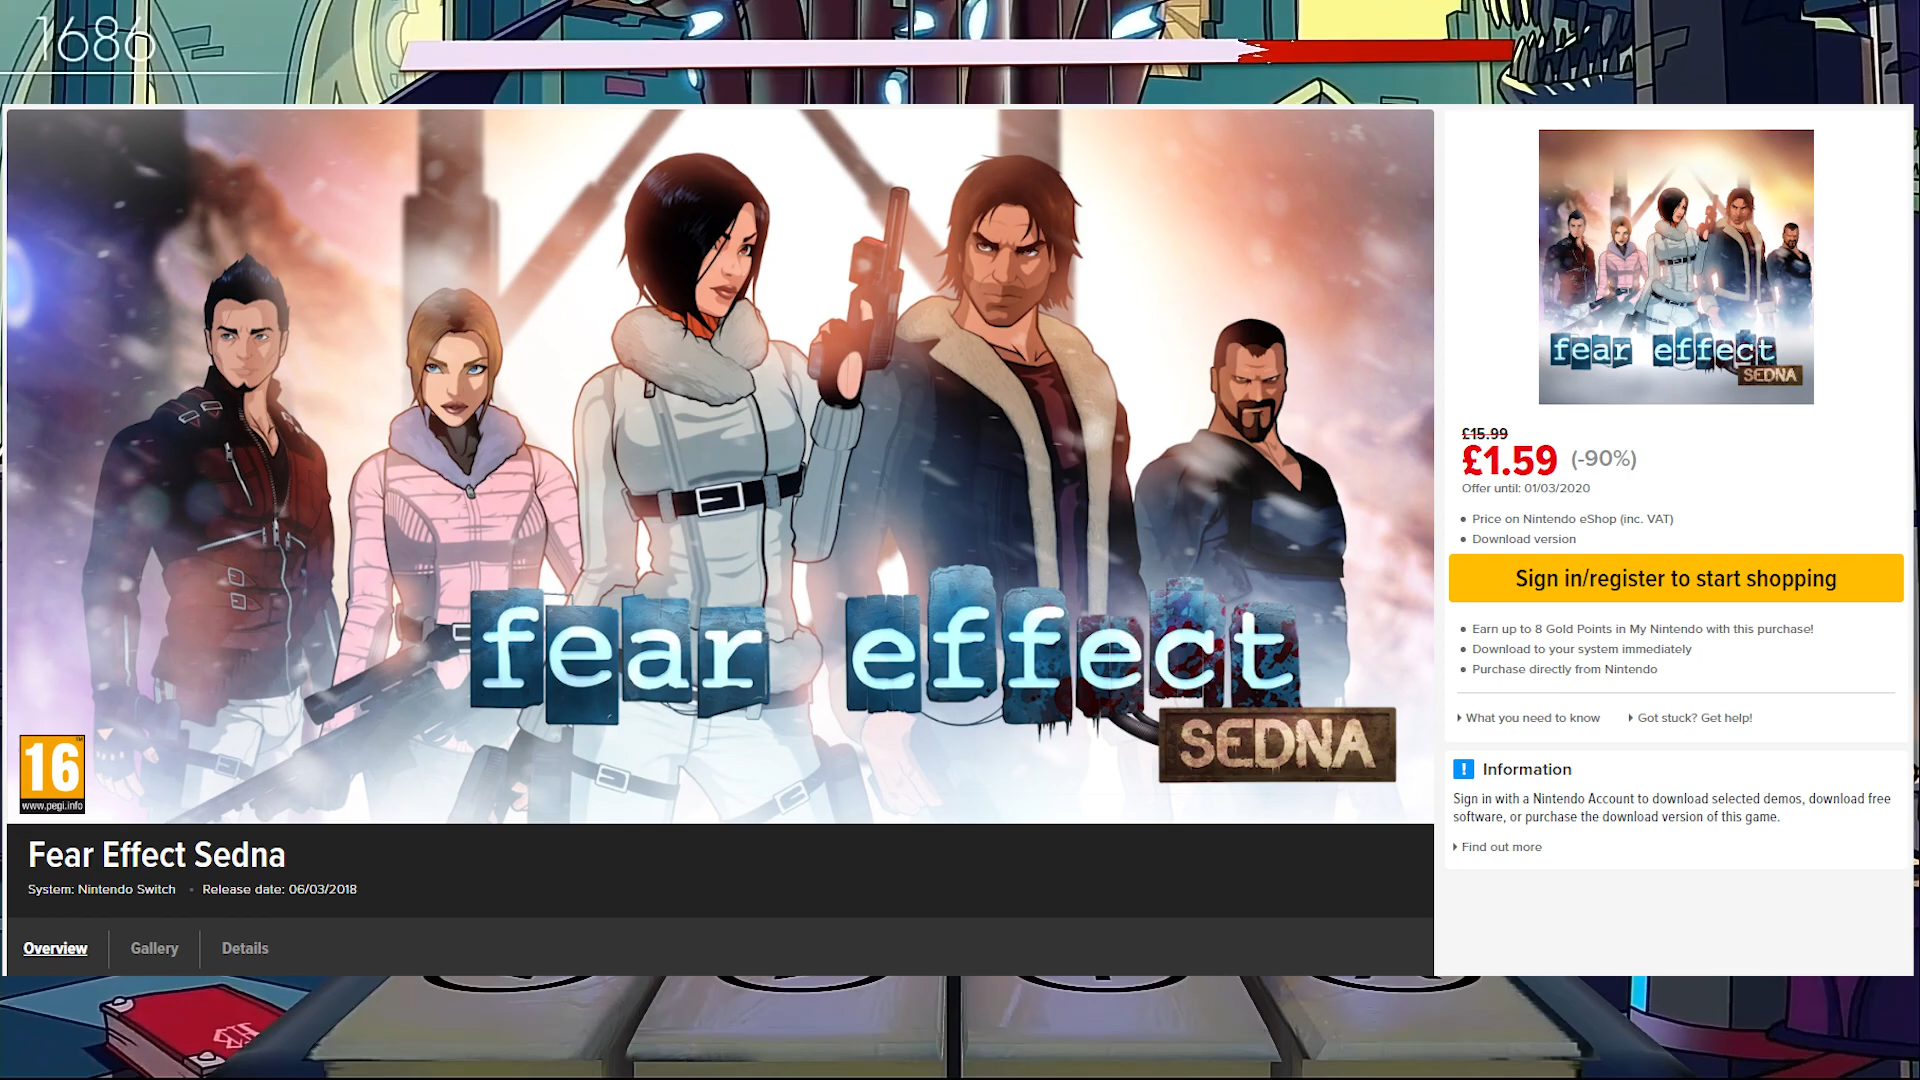 1686
fear effect
SEDNA
16
www.pegi.info
fear effect
SEDNA
£15.99
£1.59 (-90%)
Offer until: 01/03/2020
Price on Nintendo eShop (inc. VAT)
Download version
Sign in/register to start shopping
Earn up to 8 Gold Points in My Nintendo with this purchase!
Download to your system immediately
Purchase directly from Nintendo
What you need to know
Got stuck? Get help!
! Information
Sign in with a Nintendo Account to download selected demos, download free
software, or purchase the download version of this game.
Find out more
Fear Effect Sedna
System: Nintendo Switch • Release date: 06/03/2018
Overview
Gallery
Details